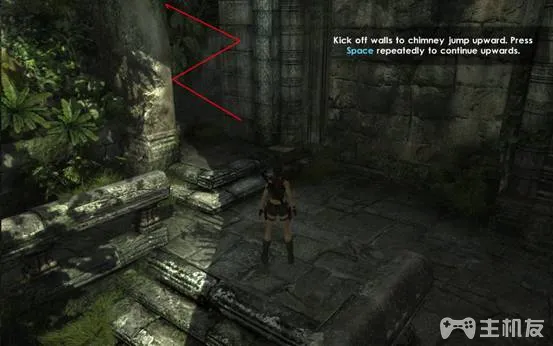 Kick off walls to chimney jump upward. Press
Space repeatedly to continue upwards.
主机友